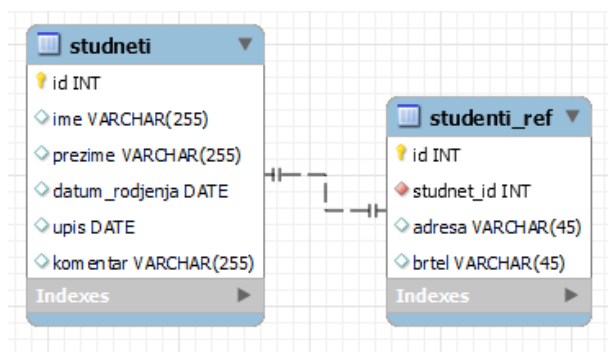 studneti
id INT
ime VARCHAR(255)
prezime VARCHAR(255)
datum_rodjenja DATE
upis DATE
komentar VARCHAR(255)
Indexes
studenti_ref
id INT
studnet_id INT
adresa VARCHAR(45)
brtel VARCHAR(45)
Indexes